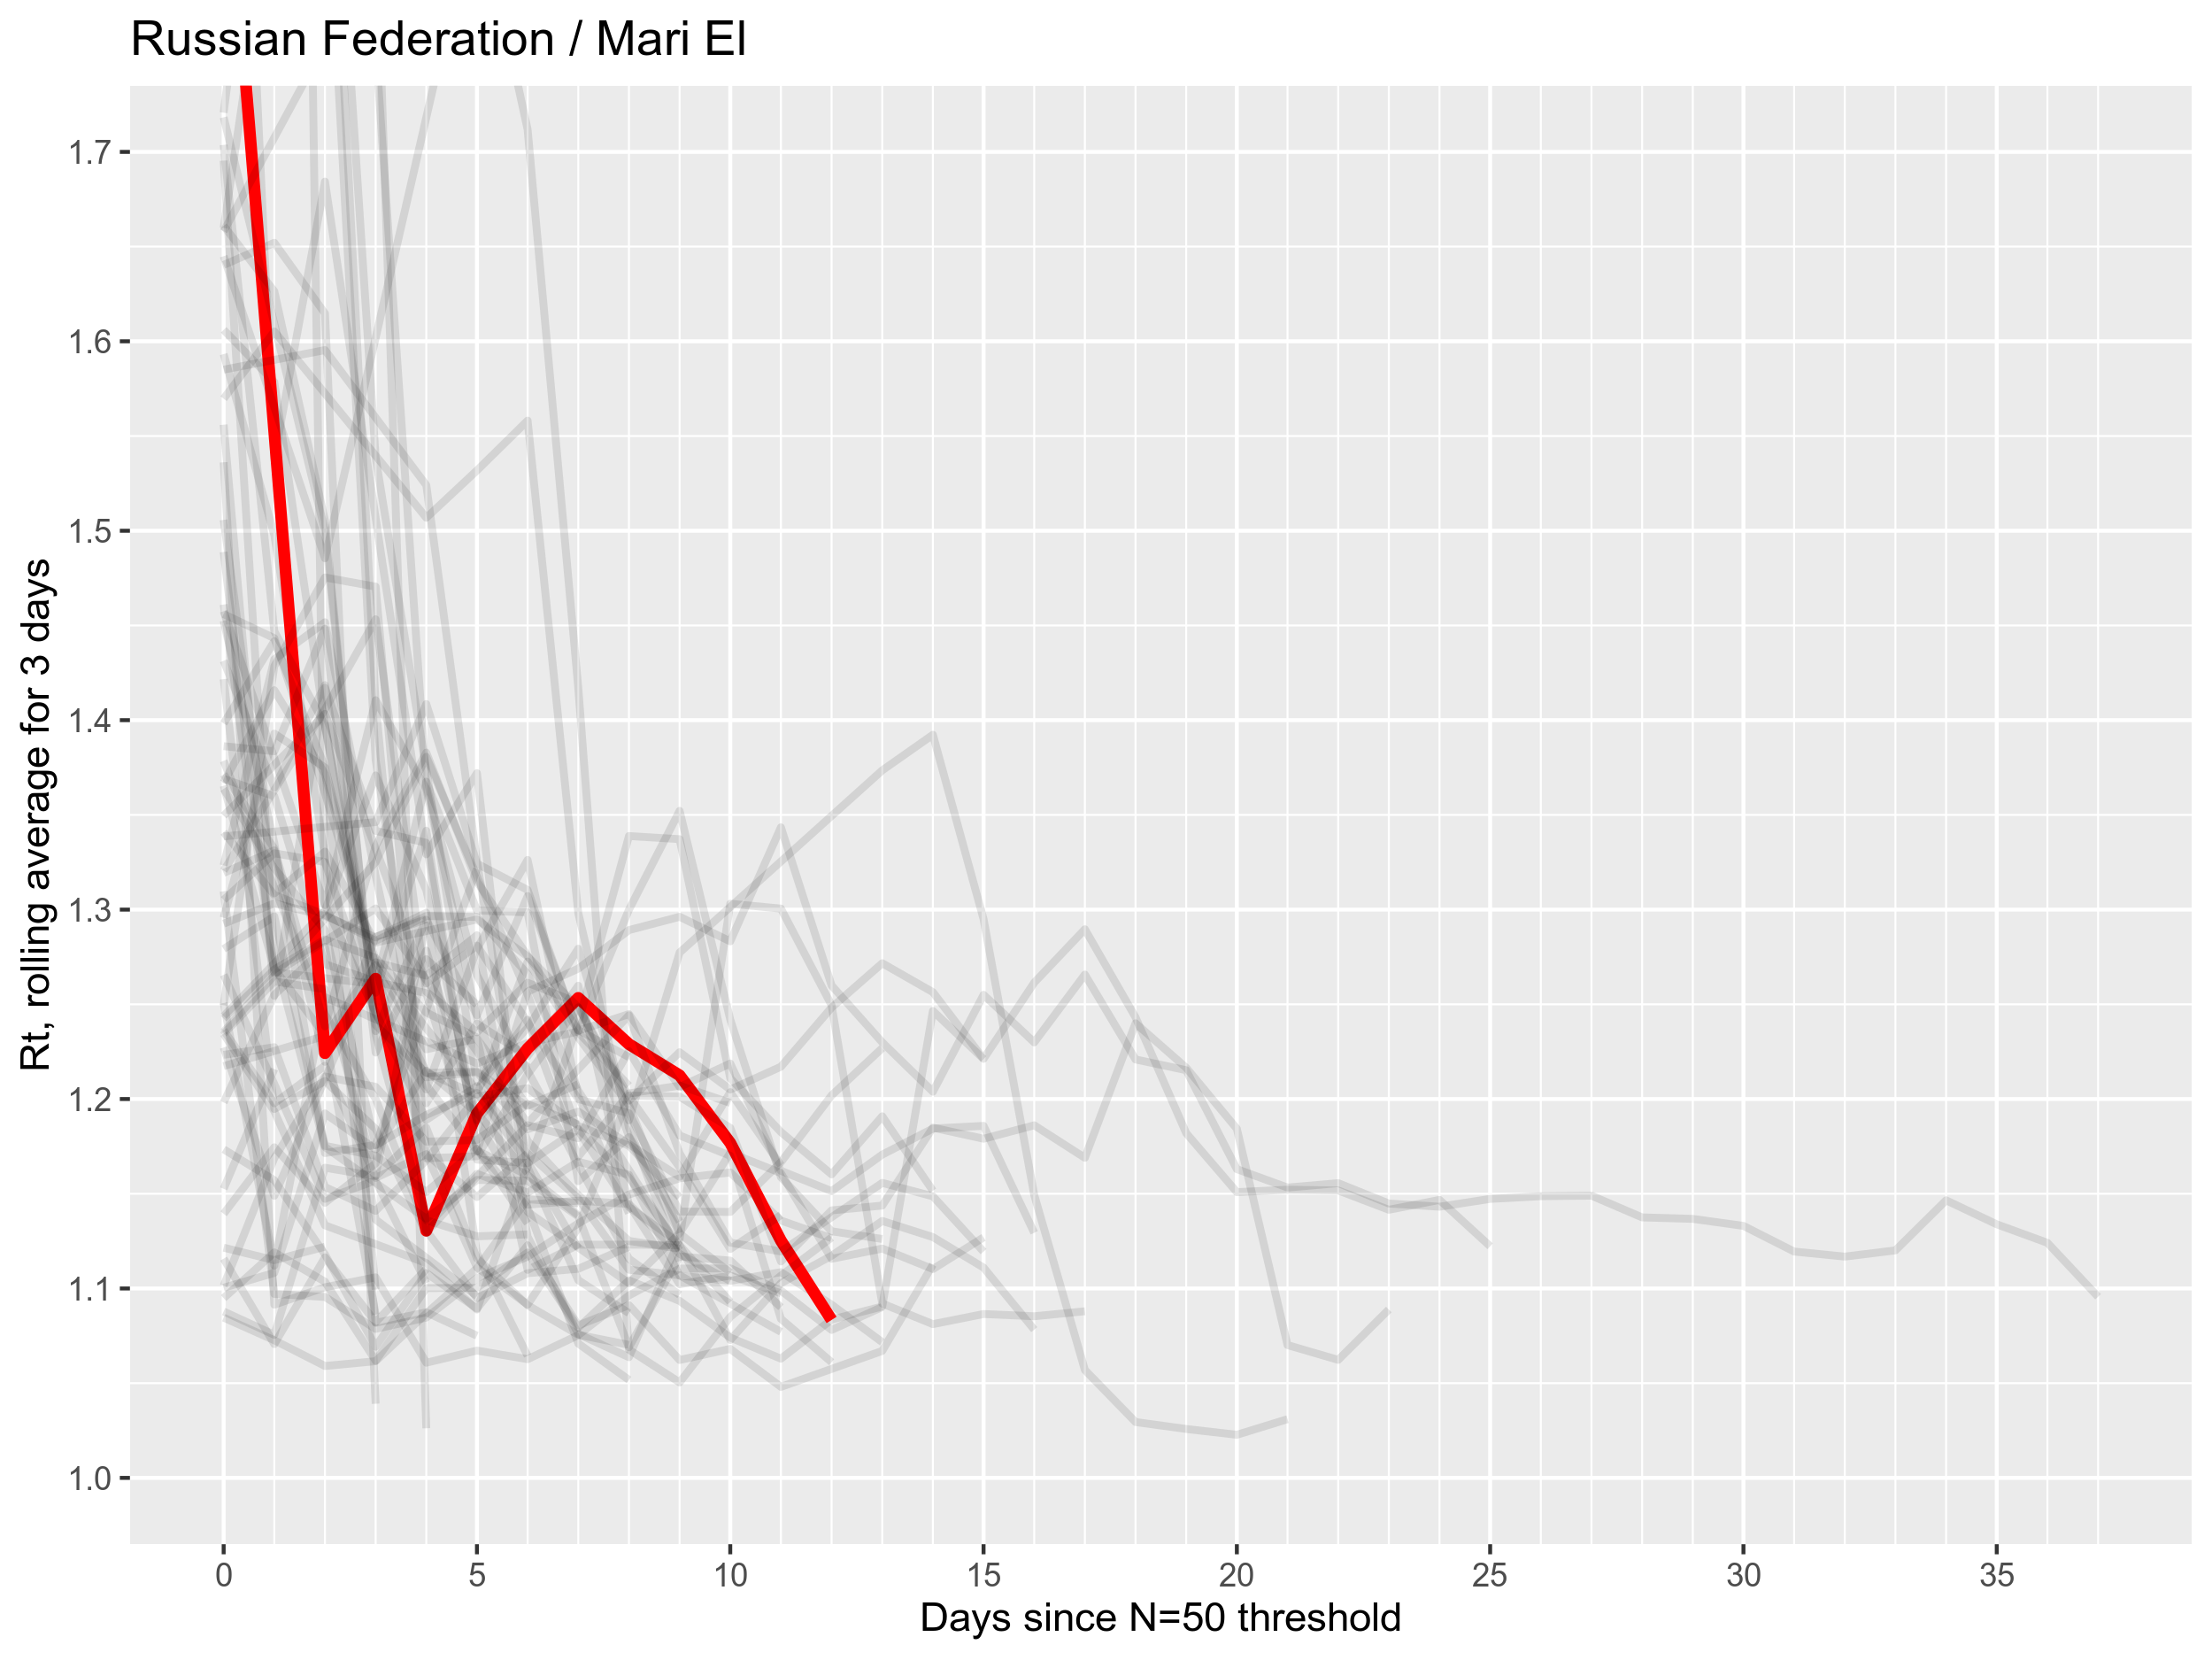 Russian Federation / Mari El
Rt, rolling average for 3 days
1.7
1.6
1.5
1.4
1.3
1.2
1.1
1.0
0 5 10 15 20 25 30 35
Days since N=50 threshold